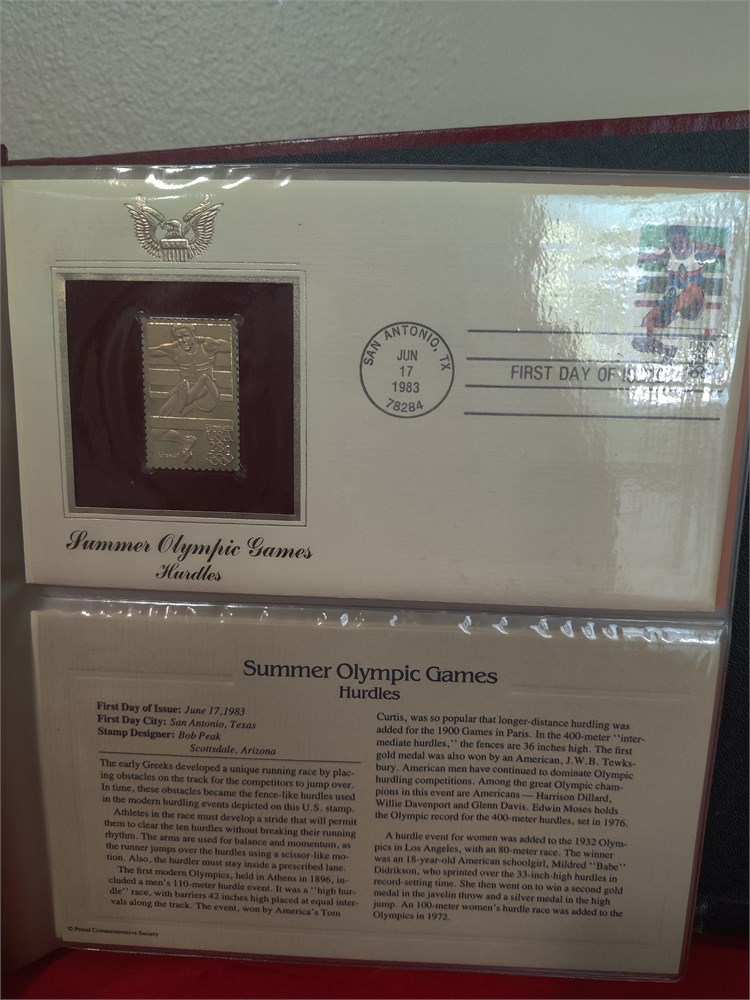 SAN ANTONIO, TX
JUN
17
1983
78284
FIRST DAY OF
USA
Summer Olympic Games
Hurdles
Summer Olympic Games
Hurdles
First Day of Issue: June 17,1983
First Day City: San Antonio, Texas
Stamp Designer: Bob Peak
Scottsdale, Arizona
The early Greeks developed a unique running race by plac-
ing obstacles on the track for the competitors to jump over.
In time, these obstacles became the fence-like hurdles used
in the modern hurdling events depicted on this U.S. stamp.
Athletes in the race must develop a stride that will permit
them to clear the ten hurdles without breaking their running
rhythm. The arms are used for balance and momentum, as
the runner jumps over the hurdles using a scissor-like mo-
tion. Also, the hurdler must stay inside a prescribed lane.
The first modern Olympics, held in Athens in 1896, in-
cluded a men's 110-meter hurdle event. It was a "high hur-
dle" race, with barriers 42 inches high placed at equal inter-
vals along the track. The event, won by America's Tom
Curtis, was so popular that longer-distance hurdling was
added for the 1900 Games in Paris. In the 400-meter "inter-
mediate hurdles," the fences are 36 inches high. The first
gold medal was also won by an American, J.W.B. Tewks-
bury. American men have continued to dominate Olympic
hurdling competitions. Among the great Olympic cham-
pions in this event are Americans — Harrison Dillard,
Willie Davenport and Glenn Davis. Edwin Moses holds
the Olympic record for the 400-meter hurdles, set in 1976.
A hurdle event for women was added to the 1932 Olym-
pics in Los Angeles, with an 80-meter race. The winner
was an 18-year-old American schoolgirl, Mildred "Babe"
Didrikson, who sprinted over the 33-inch-high hurdles in
record-setting time. She then went on to win a second gold
medal in the javelin throw and a silver medal in the high
jump. An 100-meter women's hurdle race was added to the
Olympics in 1972.
© Postal Commemorative Society